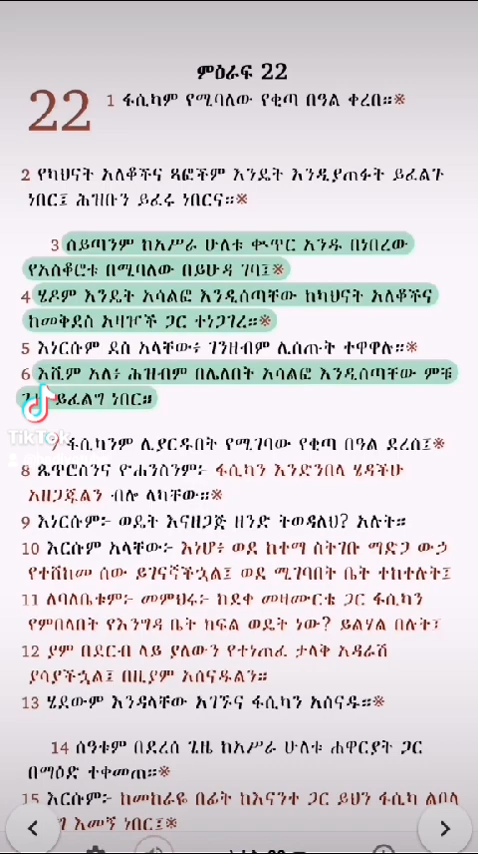 ምዕራፍ 22
22
1 ፋሲካም የሚባለው የቂጣ በዓል ቀረበ።※
2 የካህናት አለቆችና ጻፎችም እንዴት እንዲያጠፉት ይፈልጉ
ነበር፤ ሕዝቡን ይፈሩ ነበርና።※
3 ሰይጣንም ከአሥራ ሁለቱ ቍጥር አንዱ በነበረው
የአስቆሮቱ በሚባለው በይሁዳ ገባ፤※
4 ሄዶም እንዴት አሳልፎ እንዲሰጣቸው ከካህናት አለቆችና
ከመቅደስ አዛዦች ጋር ተነጋገረ።※
5 እነርሱም ደስ አላቸው፥ ገንዘብም ሊሰጡት ተዋዋሉ።※
6 እሺም አለ፥ ሕዝብም በሌለበት አሳልፎ እንዲሰጣቸው ምቹ
ይፈልግ ነበር።
TikTok
7 ፋሲካንም ሊያርዱበት የሚገባው የቂጣ በዓል ደረሰ፤※
8 ጴጥሮስንና ዮሐንስንም፦ ፋሲካን እንድንበላ ሄዳችሁ
አዘጋጁልን ብሎ ላካቸው።※
9 እነርሱም፦ ወዴት እናዘጋጅ ዘንድ ትወዳለህ? አሉት።
10 እርሱም አላቸው፦ እነሆ፥ ወደ ከተማ ስትገቡ ማድጋ ውኃ
የተሸከመ ሰው ይገናኛችኋል፤ ወደ ሚገባበት ቤት ተከተሉት፤
11 ለባለቤቱም፦ መምህሩ፦ ከደቀ መዛሙርቴ ጋር ፋሲካን
የምበላበት የእንግዳ ቤት ክፍል ወዴት ነው? ይልሃል በሉት፤
12 ያም በደርብ ላይ ያለውን የተነጠፈ ታላቅ አዳራሽ
ያሳያችኋል፤ በዚያም አሰናዱልን።
13 ሄደውም እንዳላቸው አገኙና ፋሲካን አሰናዱ።※
14 ሰዓቱም በደረሰ ጊዜ ከአሥራ ሁለቱ ሐዋርያት ጋር
በማዕድ ተቀመጠ።※
15 እርሱም፦ ከመከራዬ በፊት ከእናንተ ጋር ይህን ፋሲካ ልበላ
እመኝ ነበር፤※